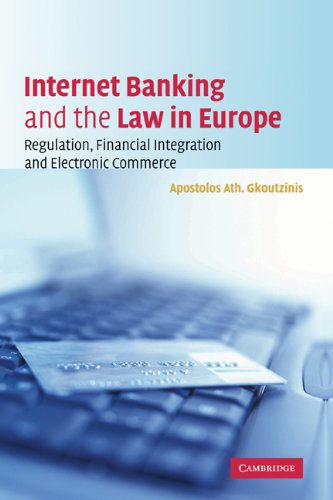 Internet Banking
and the Law in Europe
Regulation, Financial Integration
and Electronic Commerce
Apostolos Ath. Gkoutzinis
CAMBRIDGE